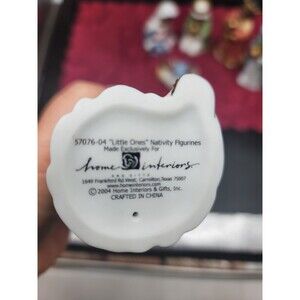 57076-04 "Little Ones" Nativity Figurines
Made Exclusively For
home interiors
AND GIFTS
1649 Frankford Rd.West, Carrollton,Texas 75007
www.homeinteriors.com
© 2004 Home Interiors & Gifts, Inc.
CRAFTED IN CHINA